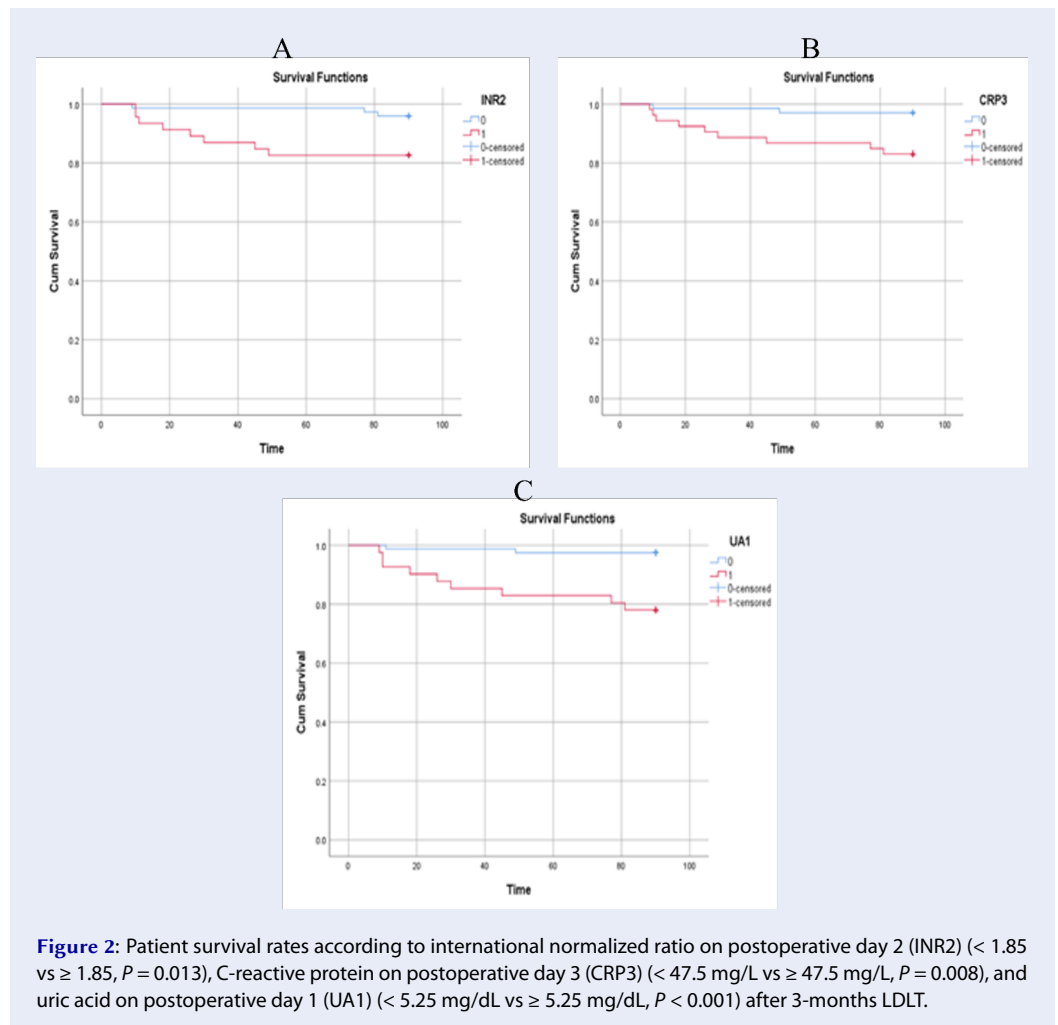 A
Survival Functions
INR2
0
1
0-censored
1-censored
1.0
0.8
0.6
0.4
0.2
0.0
Cum Survival
0 20 40 60 80 100
Time
B
Survival Functions
CRP3
0
1
0-censored
1-censored
1.0
0.8
0.6
0.4
0.2
0.0
Cum Survival
0 20 40 60 80 100
Time
C
Survival Functions
UA1
0
1
0-censored
1-censored
1.0
0.8
0.6
0.4
0.2
0.0
Cum Survival
0 20 40 60 80 100
Time
Figure 2: Patient survival rates according to international normalized ratio on postoperative day 2 (INR2) (< 1.85
vs ≥ 1.85, P = 0.013), C-reactive protein on postoperative day 3 (CRP3) (< 47.5 mg/L vs ≥ 47.5 mg/L, P = 0.008), and
uric acid on postoperative day 1 (UA1) (< 5.25 mg/dL vs ≥ 5.25 mg/dL, P < 0.001) after 3-months LDLT.